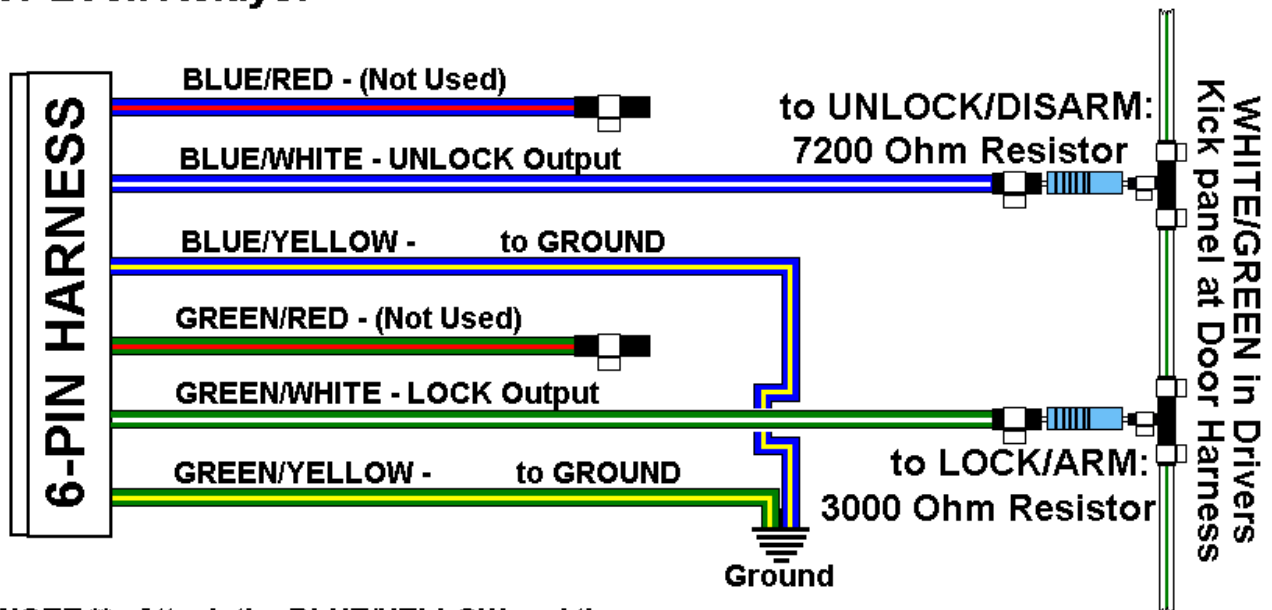 6-PIN HARNESS
BLUE/RED - (Not Used)
BLUE/WHITE - UNLOCK Output
BLUE/YELLOW - to GROUND
GREEN/RED - (Not Used)
GREEN/WHITE - LOCK Output
GREEN/YELLOW - to GROUND
Ground
to UNLOCK/DISARM:
7200 Ohm Resistor
to LOCK/ARM:
3000 Ohm Resistor
WHITE/GREEN in Drivers
Kick panel at Door Harness